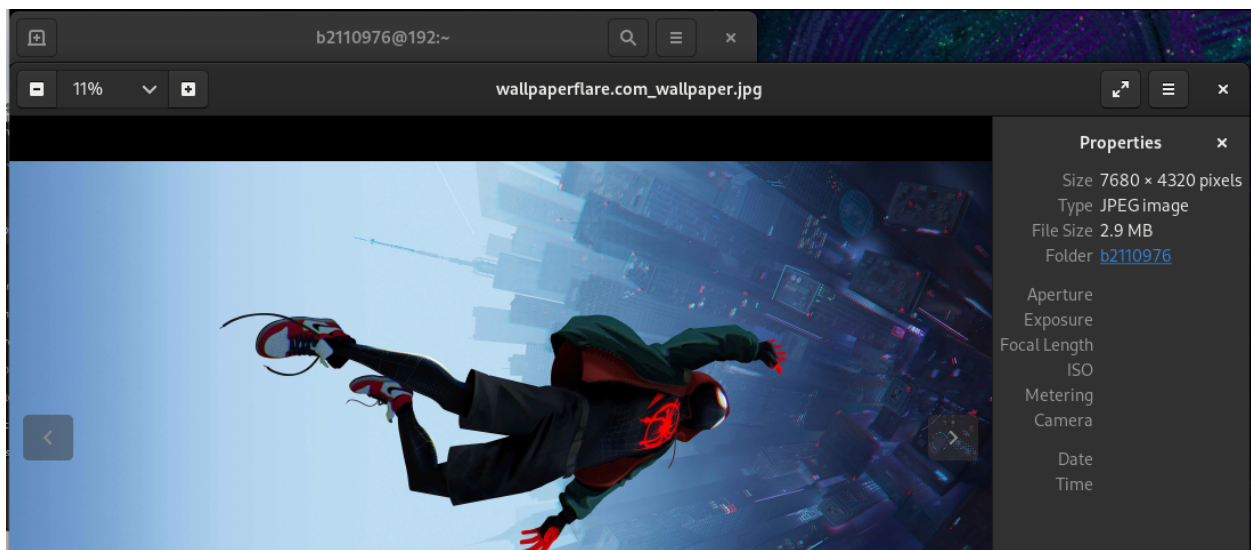 b2110976@192:~
11%
wallpaperflare.com_wallpaper.jpg
Properties
Size 7680 × 4320 pixels
Type JPEG image
File Size 2.9 MB
Folder b2110976
Aperture
Exposure
Focal Length
ISO
Metering
Camera
Date
Time